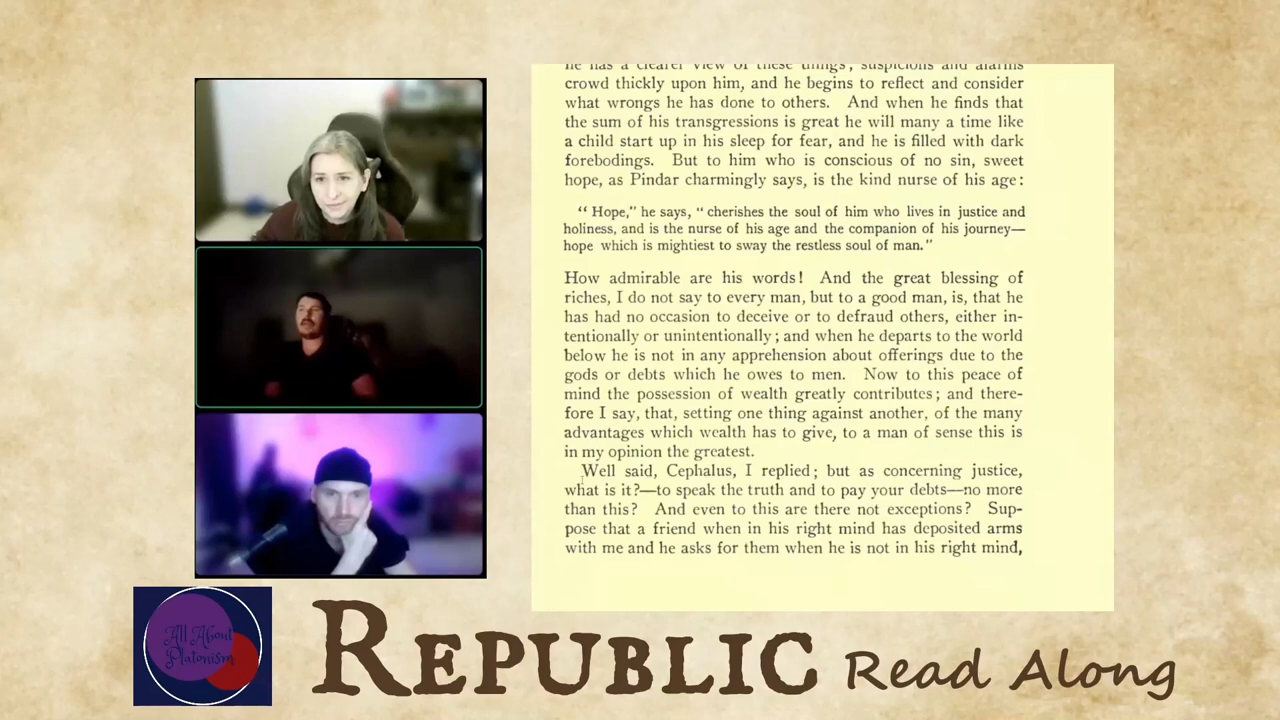 he has a clearer view of these things; suspicions and alarms
crowd thickly upon him, and he begins to reflect and consider
what wrongs he has done to others. And when he finds that
the sum of his transgressions is great he will many a time like
a child start up in his sleep for fear, and he is filled with dark
forebodings. But to him who is conscious of no sin, sweet
hope, as Pindar charmingly says, is the kind nurse of his age:
“ Hope,” he says, “ cherishes the soul of him who lives in justice and
holiness, and is the nurse of his age and the companion of his journey—
hope which is mightiest to sway the restless soul of man.”
How admirable are his words! And the great blessing of
riches, I do not say to every man, but to a good man, is, that he
has had no occasion to deceive or to defraud others, either in-
tentionally or unintentionally; and when he departs to the world
below he is not in any apprehension about offerings due to the
gods or debts which he owes to men. Now to this peace of
mind the possession of wealth greatly contributes; and there-
fore I say, that, setting one thing against another, of the many
advantages which wealth has to give, to a man of sense this is
in my opinion the greatest.
Well said, Cephalus, I replied; but as concerning justice,
what is it?—to speak the truth and to pay your debts—no more
than this? And even to this are there not exceptions? Sup-
pose that a friend when in his right mind has deposited arms
with me and he asks for them when he is not in his right mind,
All About
Platonism
REPUBLIC Read Along